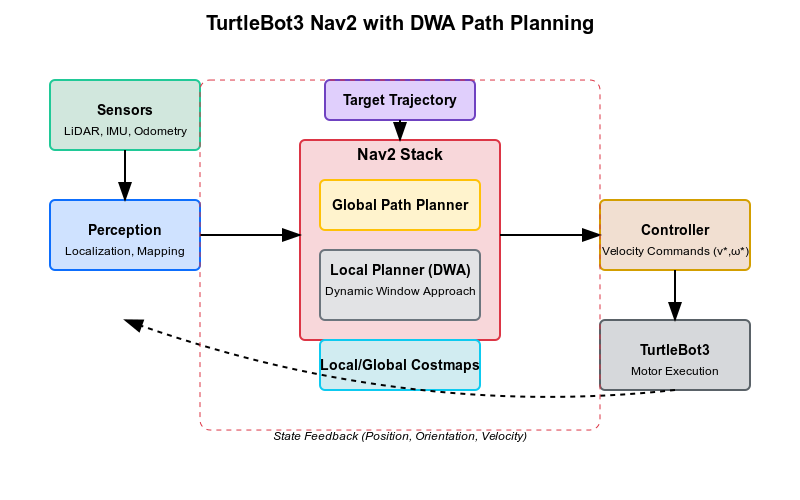 TurtleBot3 Nav2 with DWA Path Planning
Sensors
LiDAR, IMU, Odometry
Target Trajectory
Nav2 Stack
Global Path Planner
Perception
Localization, Mapping
Controller
Velocity Commands (v*,ω*)
Local Planner (DWA)
Dynamic Window Approach
TurtleBot3
Motor Execution
Local/Global Costmaps
State Feedback (Position, Orientation, Velocity)